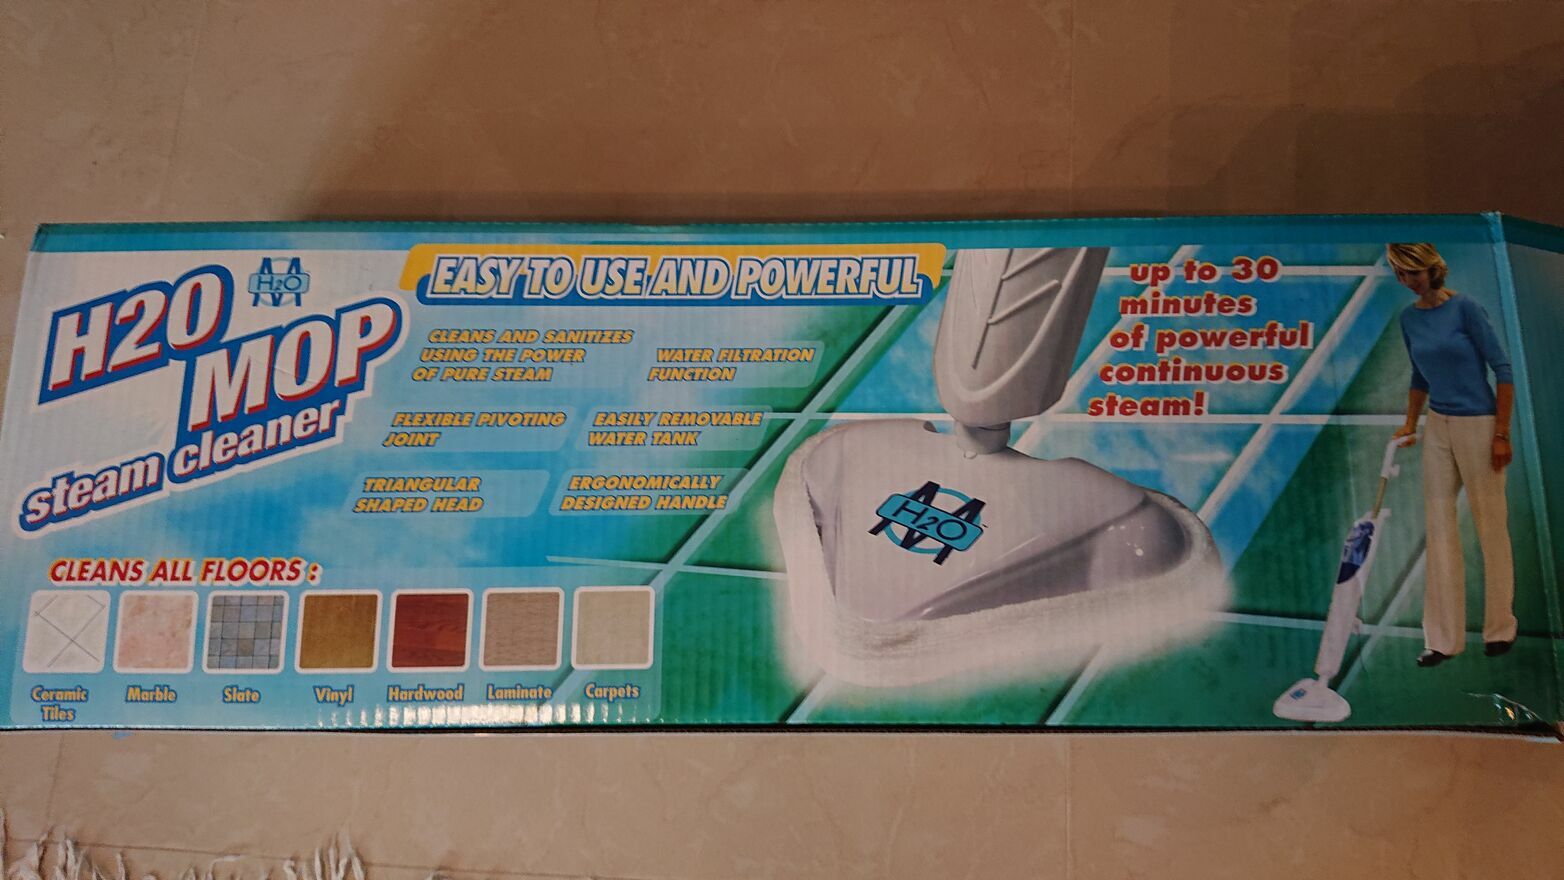 H20
MOP
steam cleaner
H2O
M
EASY TO USE AND POWERFUL
CLEANS AND SANITIZES
USING THE POWER
OF PURE STEAM
WATER FILTRATION
FUNCTION
FLEXIBLE PIVOTING
JOINT
EASILY REMOVABLE
WATER TANK
TRIANGULAR
SHAPED HEAD
ERGONOMICALLY
DESIGNED HANDLE
CLEANS ALL FLOORS :
Ceramic
Tiles
Marble
Slate
Vinyl
Hardwood
Laminate
Carpets
M
H2O
TM
up to 30
minutes
of powerful
continuous
steam!